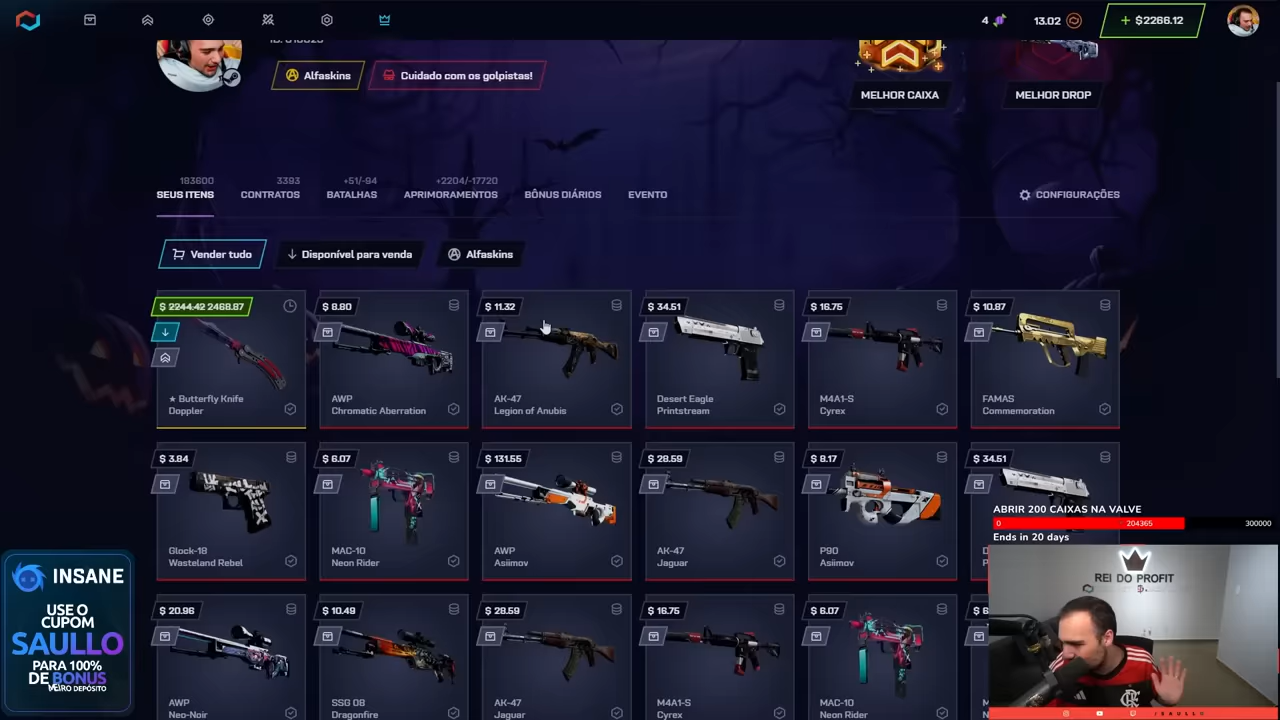 4
13.02
+ $2286.12
Alfaskins
Cuidado com os golpistas!
MELHOR CAIXA
MELHOR DROP
183600
3393
+51/-64
+2204/-17720
SEUS ITENS
CONTRATOS
BATALHAS
APRIMORAMENTOS
BÔNUS DIÁRIOS
EVENTO
CONFIGURAÇÕES
Vender tudo
Disponível para venda
Alfaskins
$ 2244.42 2468.87
★ Butterfly Knife
Doppler
$ 8.80
AWP
Chromatic Aberration
$ 11.32
AK-47
Legion of Anubis
$ 34.51
Desert Eagle
Printstream
$ 16.75
M4A1-S
Cyrex
$ 10.87
FAMAS
Commemoration
$ 3.84
Glock-18
Wasteland Rebel
$ 6.07
MAC-10
Neon Rider
$ 131.55
AWP
Asiimov
$ 28.59
AK-47
Jaguar
$ 8.17
P90
Asiimov
$ 34.51
$ 20.96
AWP
Neo-Noir
$ 10.49
SSG 08
Dragonfire
$ 28.59
AK-47
Jaguar
$ 16.75
M4A1-S
Cyrex
$ 6.07
MAC-10
Neon Rider
ABRIR 200 CAIXAS NA VALVE
0 204365 300000
Ends in 20 days
REI DO PROFIT
INSANE
USE O
CUPOM
SAULLO
PARA 100%
DE BONUS